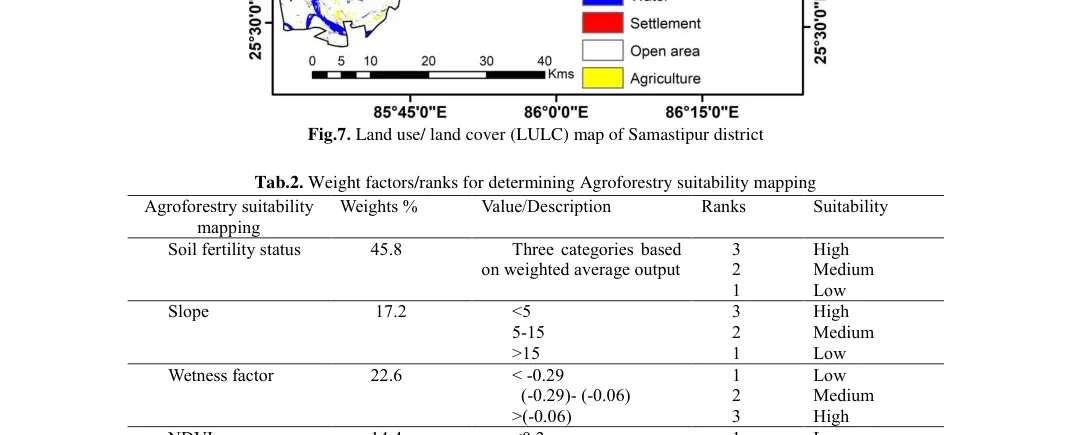 25°30'0"
25°30'0"
Settlement
Open area
0 5 10 20 30 40
Kms
Agriculture
85°45'0"E 86°0'0"E 86°15'0"E
Fig.7. Land use/ land cover (LULC) map of Samastipur district
Tab.2. Weight factors/ranks for determining Agroforestry suitability mapping
Agroforestry suitability Weights % Value/Description Ranks Suitability
mapping
Soil fertility status 45.8 Three categories based 3 High
on weighted average output 2 Medium
1 Low
Slope 17.2 <5 3 High
5-15 2 Medium
>15 1 Low
Wetness factor 22.6 < -0.29 1 Low
(-0.29)- (-0.06) 2 Medium
>(-0.06) 3 High